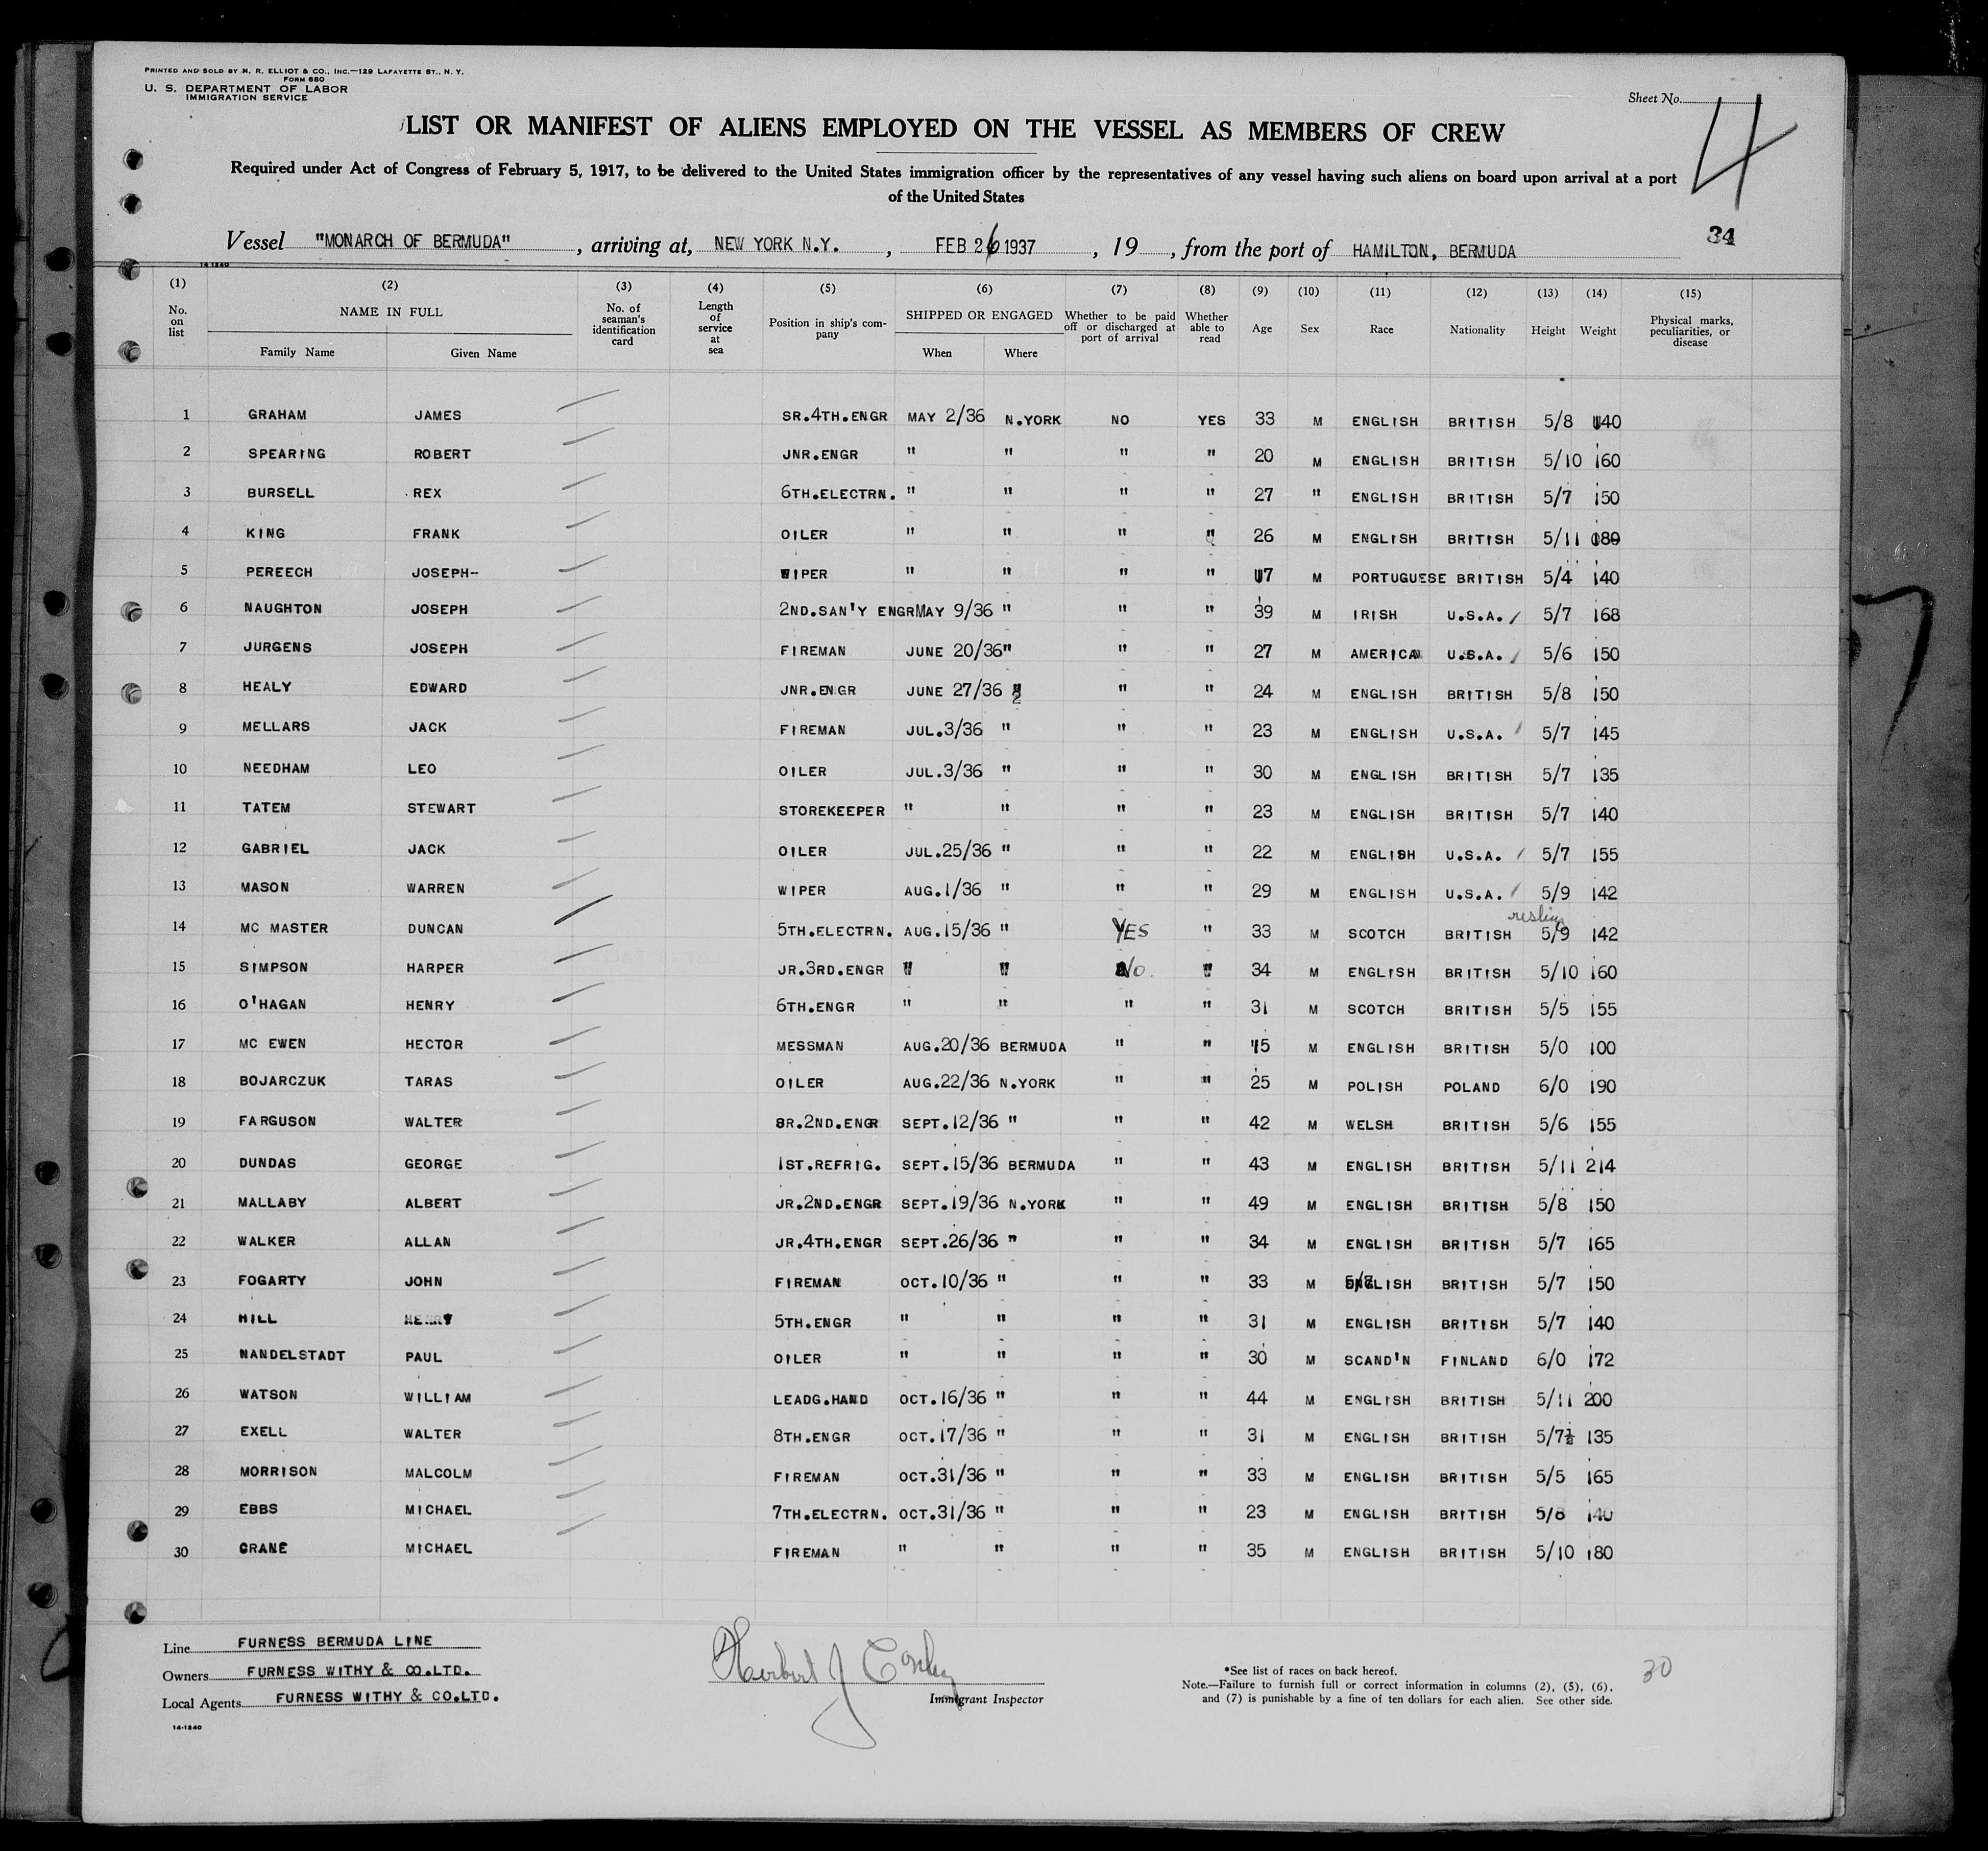 PRINTED AND SOLD BY M. R. ELLIOT & CO., INC.—129 LAFAYETTE ST., N. Y.
FORM 680
U. S. DEPARTMENT OF LABOR
IMMIGRATION SERVICE
Sheet No. 4
LIST OR MANIFEST OF ALIENS EMPLOYED ON THE VESSEL AS MEMBERS OF CREW
Required under Act of Congress of February 5, 1917, to be delivered to the United States immigration officer by the representatives of any vessel having such aliens on board upon arrival at a port
of the United States
34
Vessel "MONARCH OF BERMUDA", arriving at, NEW YORK N.Y., FEB 26 1937, 19, from the port of HAMILTON, BERMUDA
14-1240
(1) (2) (3) (4) (5) (6) (7) (8) (9) (10) (11) (12) (13) (14) (15)
No. on list NAME IN FULL Family Name Given Name No. of seaman's identification card Length of service at sea Position in ship's company SHIPPED OR ENGAGED When Where Whether to be paid off or discharged at port of arrival Whether able to read Age Sex Race Nationality Height Weight Physical marks, peculiarities, or disease
1 GRAHAM JAMES SR.4TH.ENGR MAY 2/36 N.YORK NO YES 33 M ENGLISH BRITISH 5/8 140
2 SPEARING ROBERT JNR.ENGR " " " " 20 M ENGLISH BRITISH 5/10 160
3 BURSELL REX 6TH.ELECTRN. " " " " 27 " ENGLISH BRITISH 5/7 150
4 KING FRANK OILER " " " " 26 M ENGLISH BRITISH 5/11 180
5 PEREECH JOSEPH- WIPER " " " " 17 M PORTUGUESE BRITISH 5/4 140
6 NAUGHTON JOSEPH 2ND.SAN'Y ENGR MAY 9/36 " " " 39 M IRISH U.S.A. 5/7 168
7 JURGENS JOSEPH FIREMAN JUNE 20/36 " " " 27 M AMERICAN U.S.A. 5/6 150
8 HEALY EDWARD JNR.ENGR JUNE 27/36 " " " 24 M ENGLISH BRITISH 5/8 150
9 MELLARS JACK FIREMAN JUL.3/36 " " " 23 M ENGLISH U.S.A. 5/7 145
10 NEEDHAM LEO OILER JUL.3/36 " " " 30 M ENGLISH BRITISH 5/7 135
11 TATEM STEWART STOREKEEPER " " " " 23 M ENGLISH BRITISH 5/7 140
12 GABRIEL JACK OILER JUL.25/36 " " " 22 M ENGLISH U.S.A. 5/7 155
13 MASON WARREN WIPER AUG.1/36 " " " 29 M ENGLISH U.S.A. 5/9 142
14 MC MASTER DUNCAN 5TH.ELECTRN. AUG.15/36 " YES " 33 M SCOTCH BRITISH 5/9 142
15 SIMPSON HARPER JR.3RD.ENGR " " No. " 34 M ENGLISH BRITISH 5/10 160
16 O'HAGAN HENRY 6TH.ENGR " " " " 31 M SCOTCH BRITISH 5/5 155
17 MC EWEN HECTOR MESSMAN AUG.20/36 BERMUDA " " 15 M ENGLISH BRITISH 5/0 100
18 BOJARCZUK TARAS OILER AUG.22/36 N.YORK " " 25 M POLISH POLAND 6/0 190
19 FARGUSON WALTER SR.2ND.ENGR SEPT.12/36 " " " 42 M WELSH BRITISH 5/6 155
20 DUNDAS GEORGE 1ST.REFRIG. SEPT.15/36 BERMUDA " " 43 M ENGLISH BRITISH 5/11 214
21 MALLABY ALBERT JR.2ND.ENGR SEPT.19/36 N.YORK " " 49 M ENGLISH BRITISH 5/8 150
22 WALKER ALLAN JR.4TH.ENGR SEPT.26/36 " " " 34 M ENGLISH BRITISH 5/7 165
23 FOGARTY JOHN FIREMAN OCT.10/36 " " " 33 M ENGLISH BRITISH 5/7 150
24 HILL HENRY 5TH.ENGR " " " " 31 M ENGLISH BRITISH 5/7 140
25 NANDELSTADT PAUL OILER " " " " 30 M SCAND'N FINLAND 6/0 172
26 WATSON WILLIAM LEADG.HAND OCT.16/36 " " " 44 M ENGLISH BRITISH 5/11 200
27 EXELL WALTER 8TH.ENGR OCT.17/36 " " " 31 M ENGLISH BRITISH 5/7½ 135
28 MORRISON MALCOLM FIREMAN OCT.31/36 " " " 33 M ENGLISH BRITISH 5/5 165
29 EBBS MICHAEL 7TH.ELECTRN. OCT.31/36 " " " 23 M ENGLISH BRITISH 5/8 140
30 CRANE MICHAEL FIREMAN " " " " 35 M ENGLISH BRITISH 5/10 180
Line FURNESS BERMUDA LINE
Owners FURNESS WITHY & CO.LTD.
Local Agents FURNESS WITHY & CO.LTD.
14-1240
Herbert J
Immigrant Inspector
*See list of races on back hereof.
Note.—Failure to furnish full or correct information in columns (2), (5), (6),
and (7) is punishable by a fine of ten dollars for each alien. See other side.
30